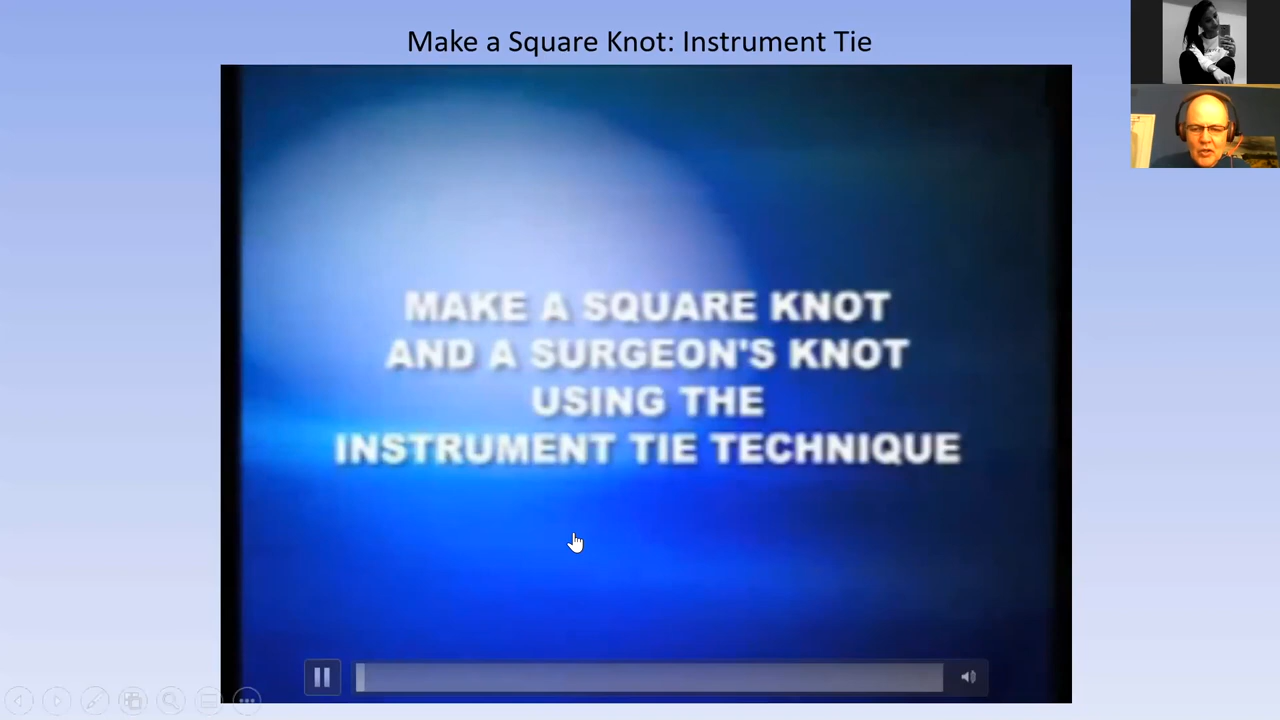 Make a Square Knot: Instrument Tie
MAKE A SQUARE KNOT
AND A SURGEON'S KNOT
USING THE
INSTRUMENT TIE TECHNIQUE